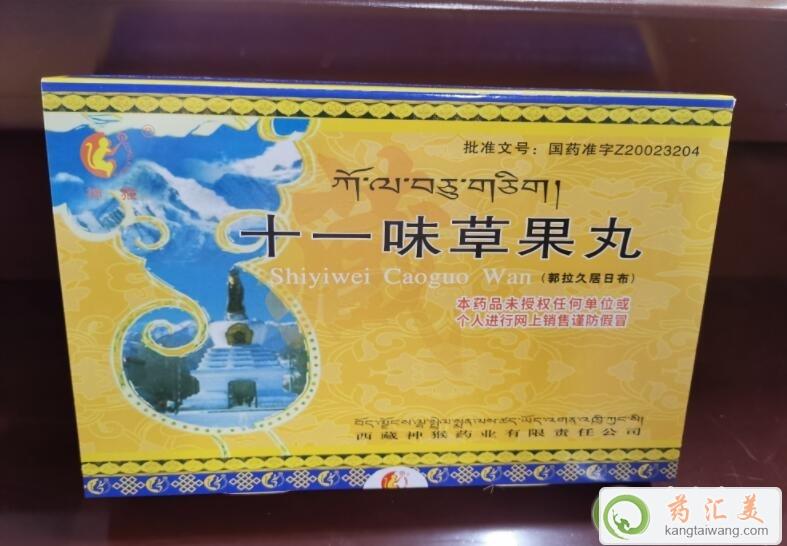 批准文号：国药准字Z20023204
ཀོ་ལ་བཅུ་གཅིག།
十一味草果丸
Shiyiwei Caoguo Wan (郭拉久居日布)
本药品未授权任何单位或
个人进行网上销售谨防假冒
西藏神猴药业有限责任公司
药汇美
kangtaiwang.com